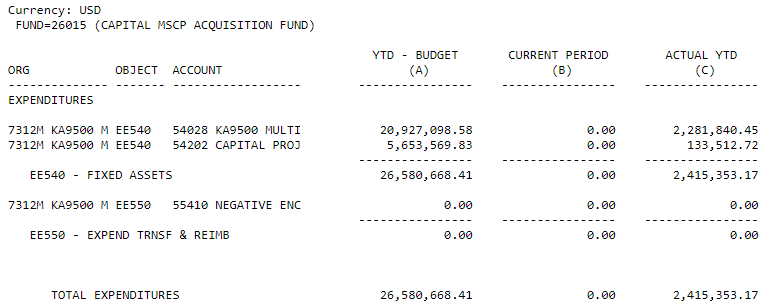 Currency: USD
FUND=26015 (CAPITAL MSCP ACQUISITION FUND)
YTD - BUDGET CURRENT PERIOD ACTUAL YTD
ORG OBJECT ACCOUNT (A) (B) (C)
-------------- ------- ------------------ ---------------- ---------------- ----------------
EXPENDITURES
7312M KA9500 M EE540 54028 KA9500 MULTI 20,927,098.58 0.00 2,281,840.45
7312M KA9500 M EE540 54202 CAPITAL PROJ 5,653,569.83 0.00 133,512.72
---------------- ---------------- ----------------
EE540 - FIXED ASSETS 26,580,668.41 0.00 2,415,353.17
7312M KA9500 M EE550 55410 NEGATIVE ENC 0.00 0.00 0.00
---------------- ---------------- ----------------
EE550 - EXPEND TRNSF & REIMB 0.00 0.00 0.00
TOTAL EXPENDITURES 26,580,668.41 0.00 2,415,353.17